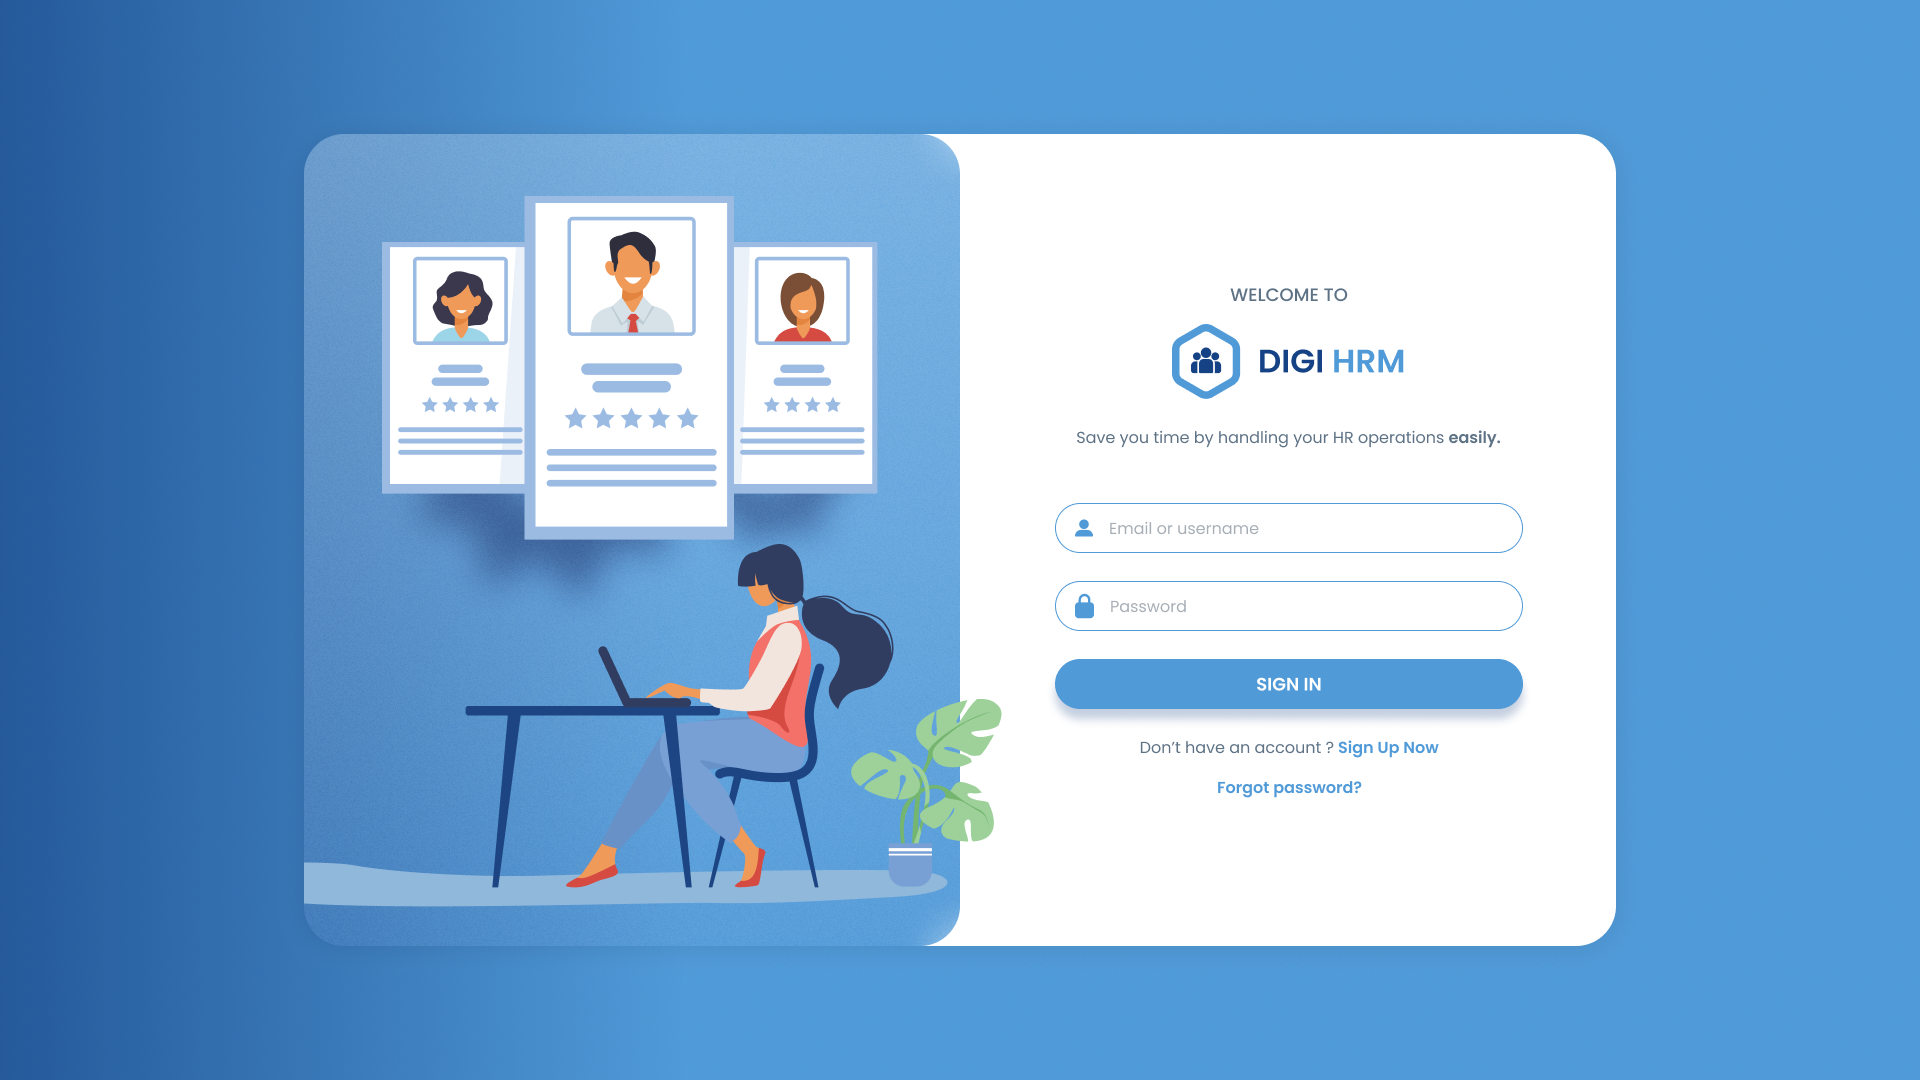 WELCOME TO
DIGI HRM
Save you time by handling your HR operations easily.
Email or username
Password
SIGN IN
Don’t have an account ? Sign Up Now
Forgot password?